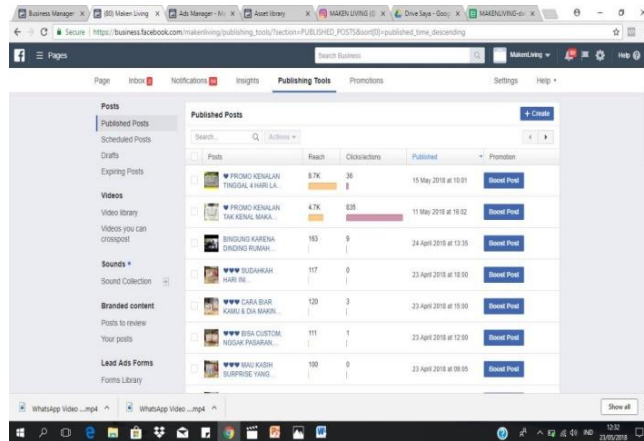 Business Manager
(80) Maken Living
Ads Manager - M
Asset library
MAKEN LIVING (@
Drive Saya - Goog
MAKENLIVING-de
Secure | https://business.facebook.com/makenliving/publishing_tools/?section=PUBLISHED_POSTS&sort[0]=published_time_descending
Pages
Search Business
MakenLiving
Help
Page Inbox Notifications Insights Publishing Tools Promotions Settings Help
Posts
Published Posts
Scheduled Posts
Drafts
Expiring Posts
Videos
Video library
Videos you can
crosspost
Sounds
Sound Collection
Branded content
Posts to review
Your posts
Lead Ads Forms
Forms Library
Published Posts
+ Create
Search... Actions
Posts Reach Clicks/actions Published Promotion
♥ PROMO KENALAN
TINGGAL 4 HARI LA...
8.7K 36 15 May 2018 at 10:01 Boost Post
♥ PROMO KENALAN
TAK KENAL MAKA...
4.7K 835 11 May 2018 at 16:02 Boost Post
BINGUNG KARENA
DINDING RUMAH ...
163 9 24 April 2018 at 13:35 Boost Post
♥♥♥ SUDAHKAH
HARI INI...
117 0 23 April 2018 at 18:00 Boost Post
♥♥♥ CARA BIAR
KAMU & DIA MAKIN...
120 3 23 April 2018 at 15:00 Boost Post
♥♥♥ BISA CUSTOM,
NGGAK PASARAN...
111 1 23 April 2018 at 12:00 Boost Post
♥♥♥ MAU KASIH
SURPRISE YANG...
100 0 23 April 2018 at 09:05 Boost Post
WhatsApp Video ....mp4
WhatsApp Video ....mp4
Show all
IND
12:32
23/05/2018